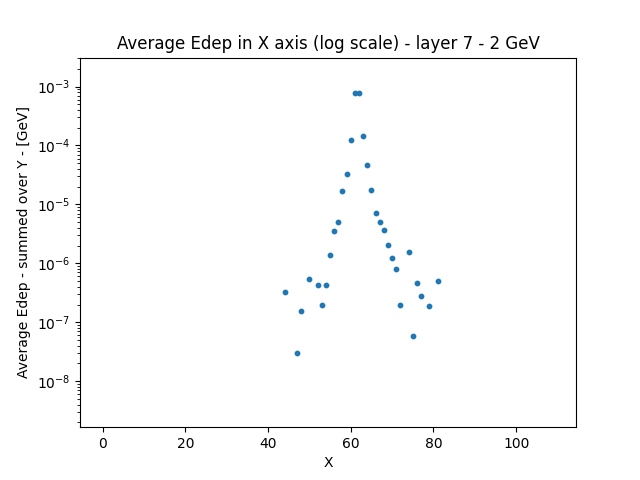 Average Edep in X axis (log scale) - layer 7 - 2 GeV
Average Edep - summed over Y - [GeV]
10⁻³
10⁻⁴
10⁻⁵
10⁻⁶
10⁻⁷
10⁻⁸
0 20 40 60 80 100
X